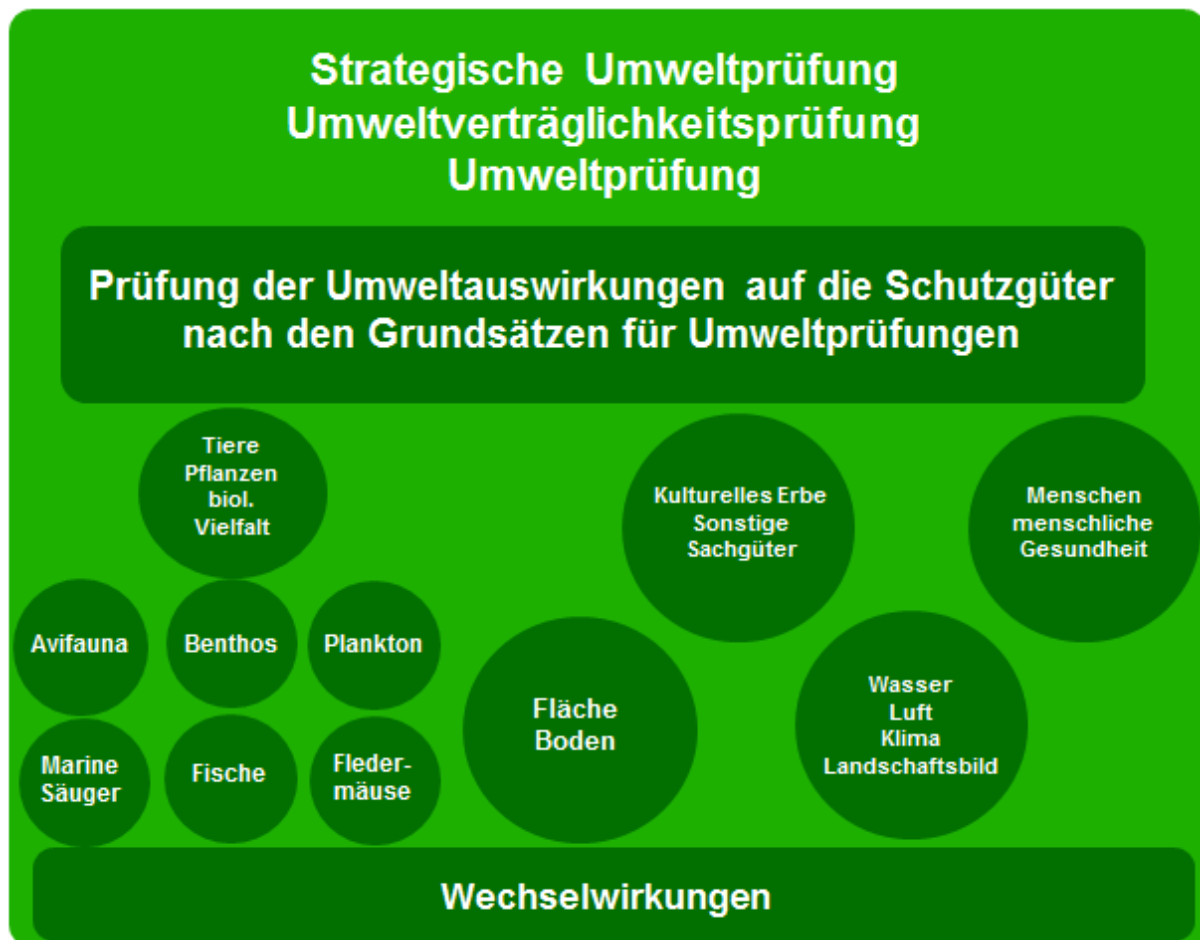 Strategische Umweltprüfung
Umweltverträglichkeitsprüfung
Umweltprüfung
Prüfung der Umweltauswirkungen auf die Schutzgüter
nach den Grundsätzen für Umweltprüfungen
Tiere
Pflanzen
biol.
Vielfalt
Kulturelles Erbe
Sonstige
Sachgüter
Menschen
menschliche
Gesundheit
Avifauna
Benthos
Plankton
Fläche
Boden
Wasser
Luft
Klima
Landschaftsbild
Marine
Säuger
Fische
Fleder-
mäuse
Wechselwirkungen